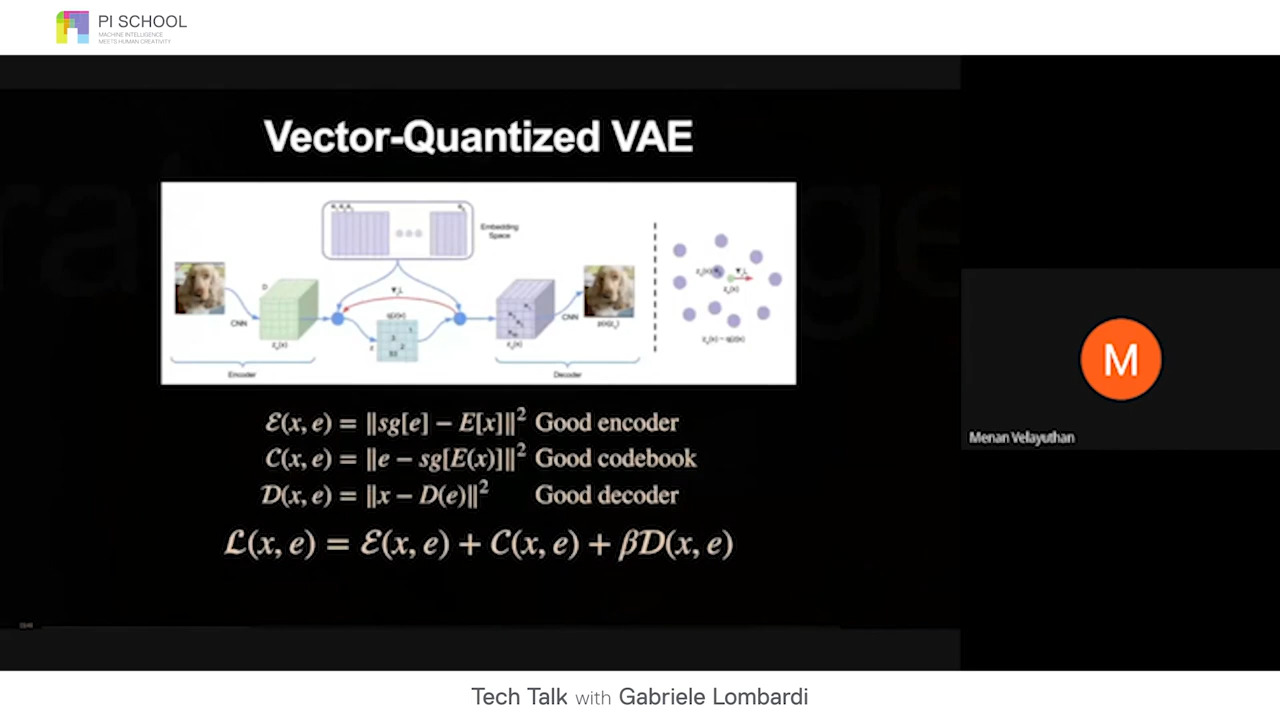 PI SCHOOL
MACHINE INTELLIGENCE
MEETS HUMAN CREATIVITY
Vector-Quantized VAE
Embedding
Space
D
CNN
CNN
Encoder
Decoder
ℰ(x, e) = ‖sg[e] − E[x]‖² Good encoder
𝒞(x, e) = ‖e − sg[E(x)]‖² Good codebook
𝒟(x, e) = ‖x − D(e)‖² Good decoder
ℒ(x, e) = ℰ(x, e) + 𝒞(x, e) + β𝒟(x, e)
M
Menan Velayuthan
Tech Talk with Gabriele Lombardi